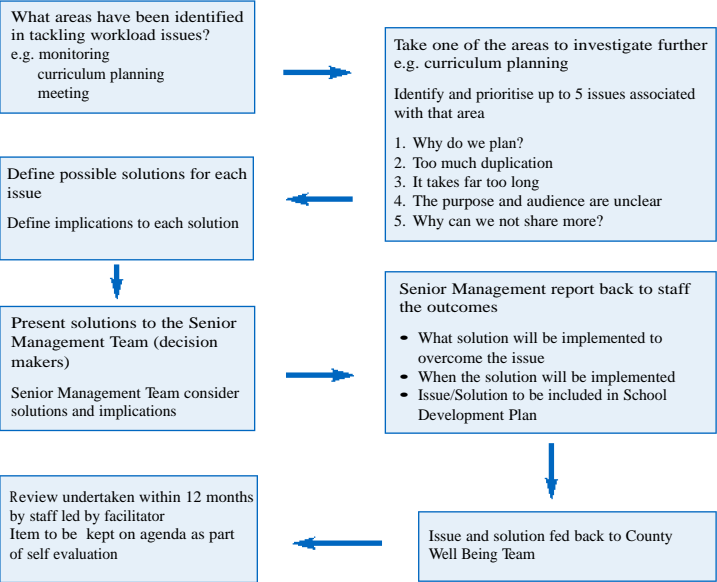 What areas have been identified
in tackling workload issues?
e.g. monitoring
curriculum planning
meeting
Take one of the areas to investigate further
e.g. curriculum planning
Identify and prioritise up to 5 issues associated
with that area
1. Why do we plan?
2. Too much duplication
3. It takes far too long
4. The purpose and audience are unclear
5. Why can we not share more?
Define possible solutions for each
issue
Define implications to each solution
Present solutions to the Senior
Management Team (decision
makers)
Senior Management Team consider
solutions and implications
Senior Management report back to staff
the outcomes
• What solution will be implemented to
overcome the issue
• When the solution will be implemented
• Issue/Solution to be included in School
Development Plan
Issue and solution fed back to County
Well Being Team
Review undertaken within 12 months
by staff led by facilitator
Item to be kept on agenda as part
of self evaluation